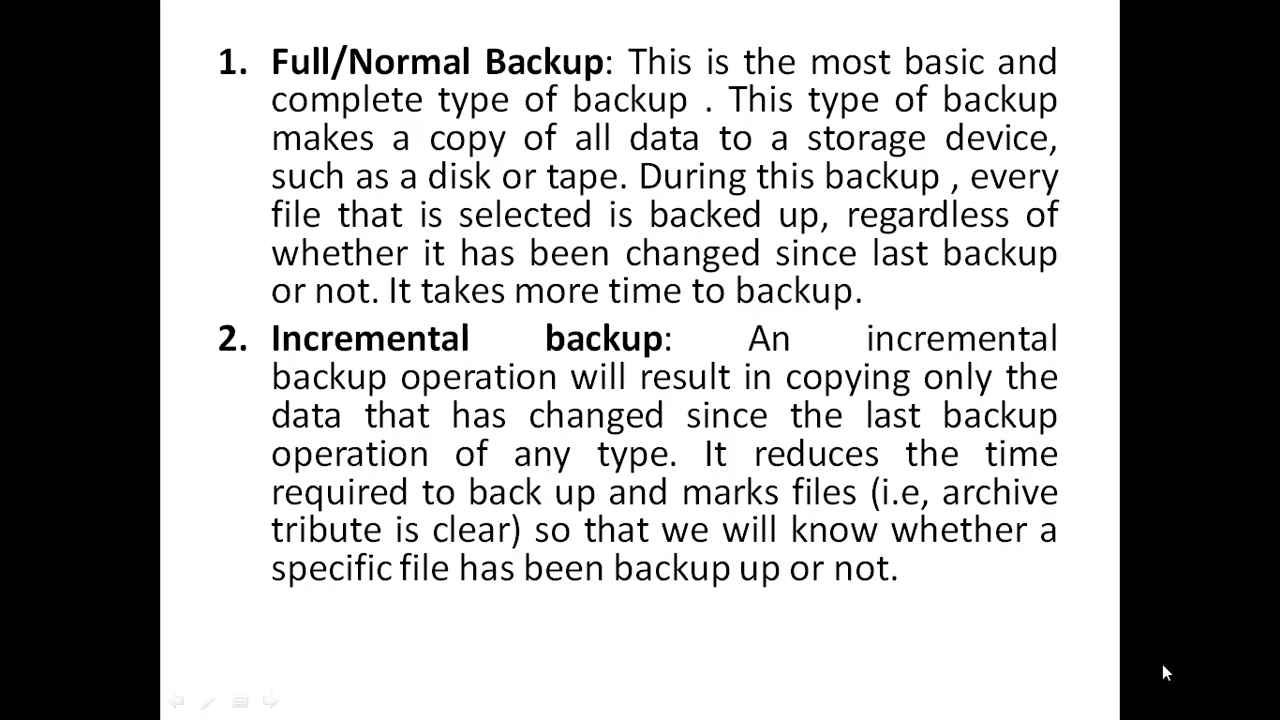 1. Full/Normal Backup: This is the most basic and
complete type of backup . This type of backup
makes a copy of all data to a storage device,
such as a disk or tape. During this backup , every
file that is selected is backed up, regardless of
whether it has been changed since last backup
or not. It takes more time to backup.
2. Incremental backup: An incremental
backup operation will result in copying only the
data that has changed since the last backup
operation of any type. It reduces the time
required to back up and marks files (i.e, archive
tribute is clear) so that we will know whether a
specific file has been backup up or not.